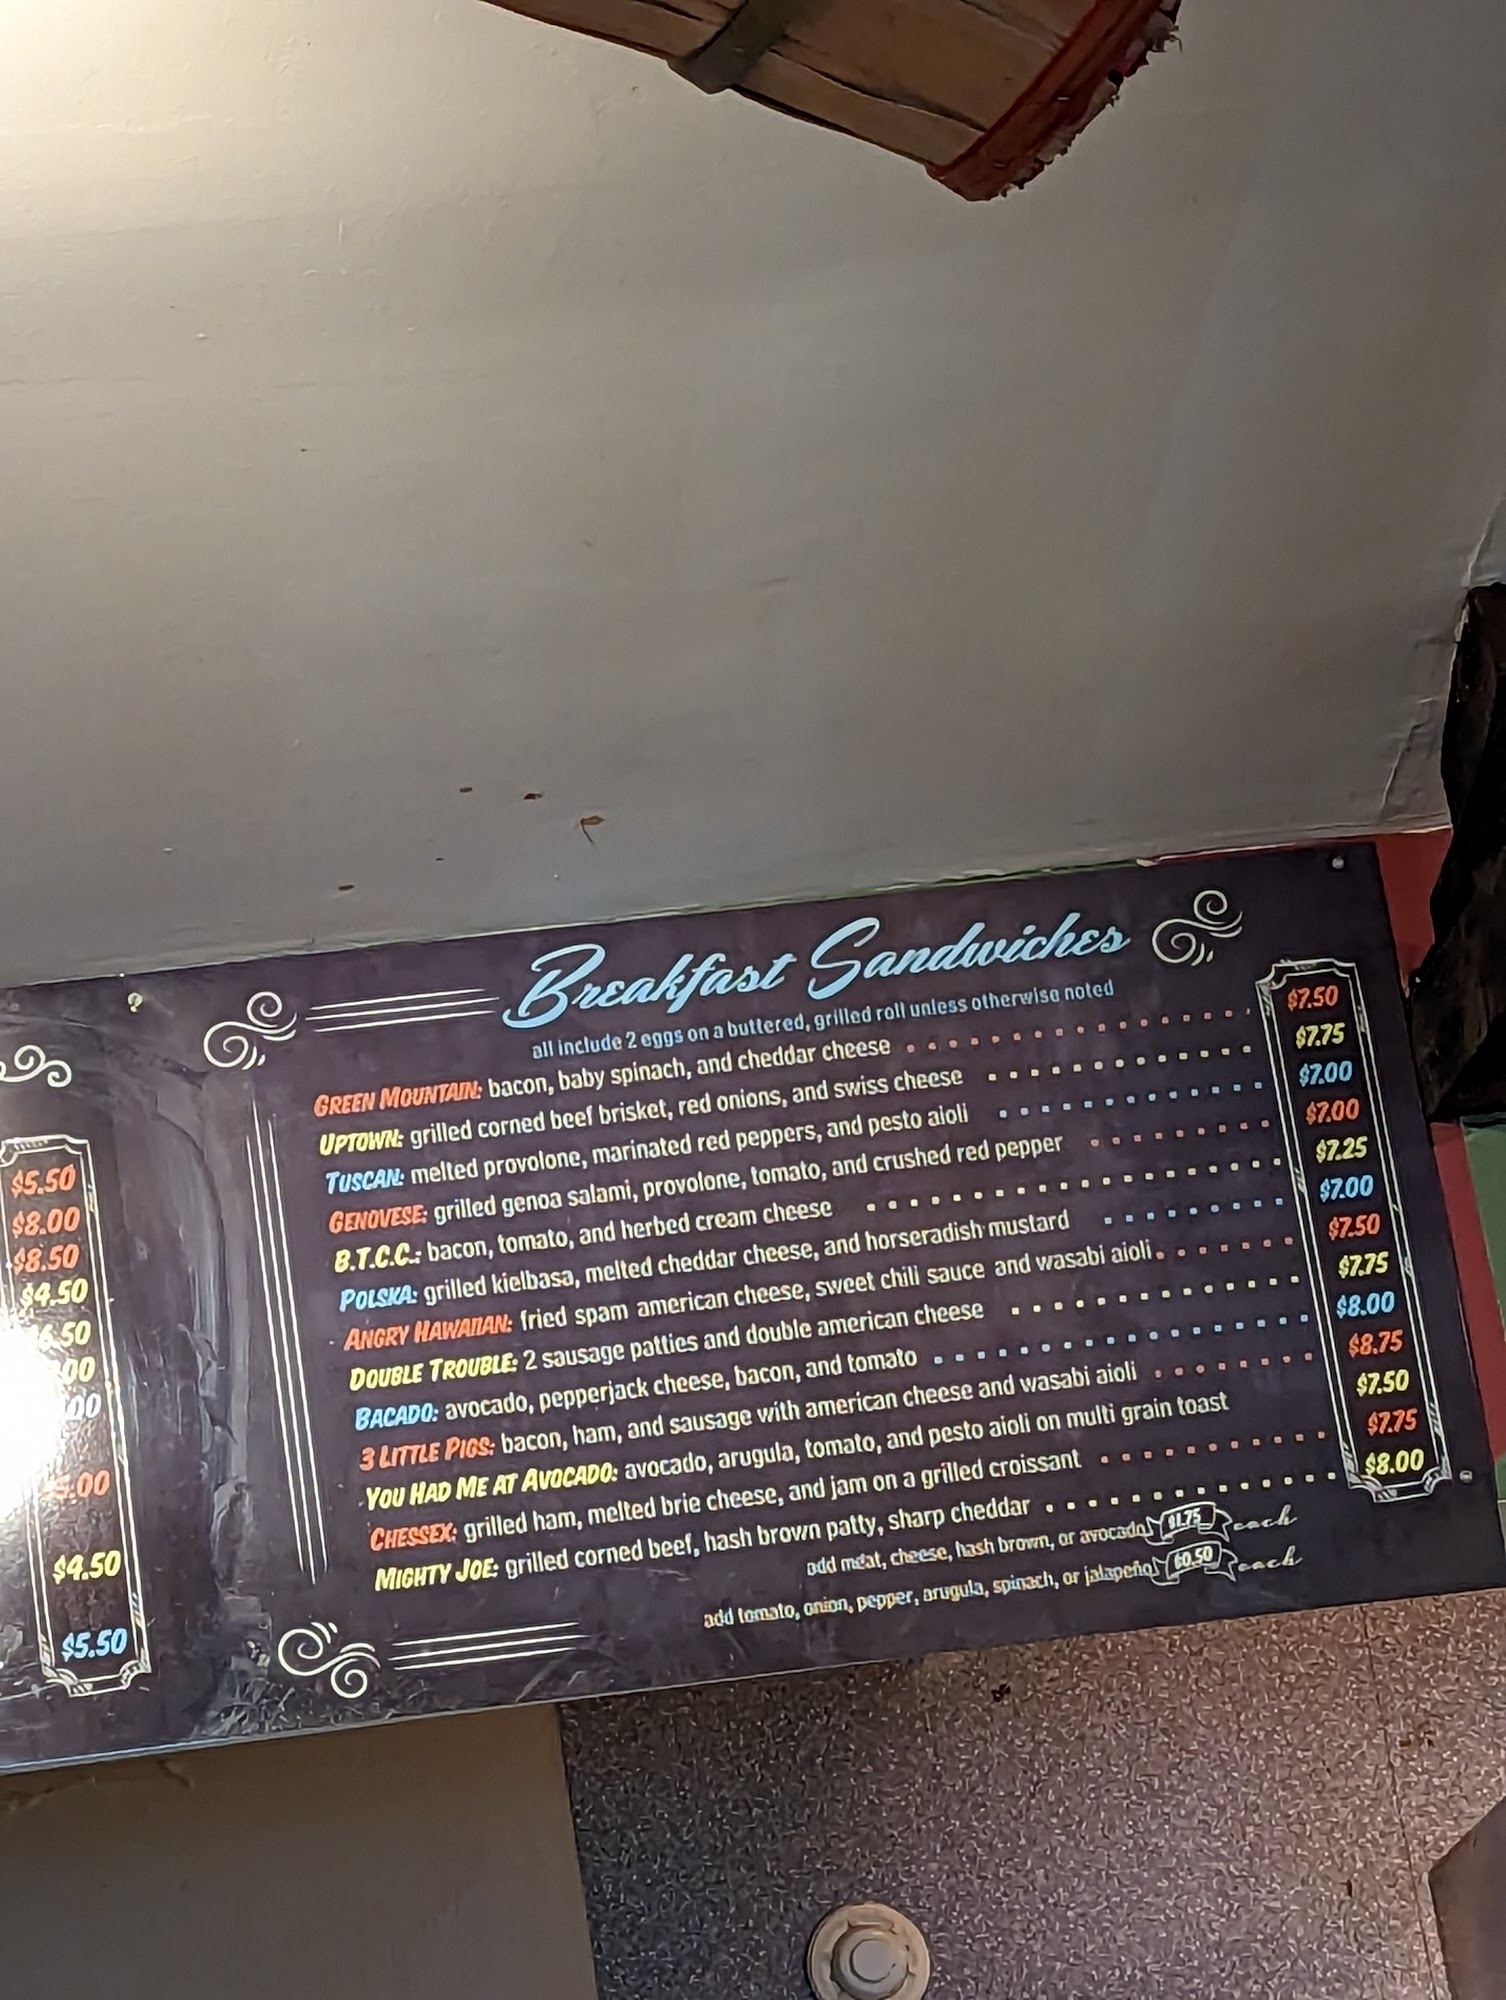 Breakfast Sandwiches
all include 2 eggs on a buttered, grilled roll unless otherwise noted
GREEN MOUNTAIN: bacon, baby spinach, and cheddar cheese $7.50
UPTOWN: grilled corned beef brisket, red onions, and swiss cheese $7.75
TUSCAN: melted provolone, marinated red peppers, and pesto aioli $7.00
GENOVESE: grilled genoa salami, provolone, tomato, and crushed red pepper $7.00
B.T.C.C.: bacon, tomato, and herbed cream cheese $7.25
POLSKA: grilled kielbasa, melted cheddar cheese, and horseradish mustard $7.00
ANGRY HAWAIIAN: fried spam american cheese, sweet chili sauce and wasabi aioli $7.50
DOUBLE TROUBLE: 2 sausage patties and double american cheese $7.75
BACADO: avocado, pepperjack cheese, bacon, and tomato $8.00
3 LITTLE PIGS: bacon, ham, and sausage with american cheese and wasabi aioli $8.75
YOU HAD ME AT AVOCADO: avocado, arugula, tomato, and pesto aioli on multi grain toast $7.50
CHESSEX: grilled ham, melted brie cheese, and jam on a grilled croissant $7.75
MIGHTY JOE: grilled corned beef, hash brown patty, sharp cheddar $8.00
add meat, cheese, hash brown, or avocado $1.75 each
add tomato, onion, pepper, arugula, spinach, or jalapeño $0.50 each
$5.50
$8.00
$8.50
$4.50
$4.50
$5.50